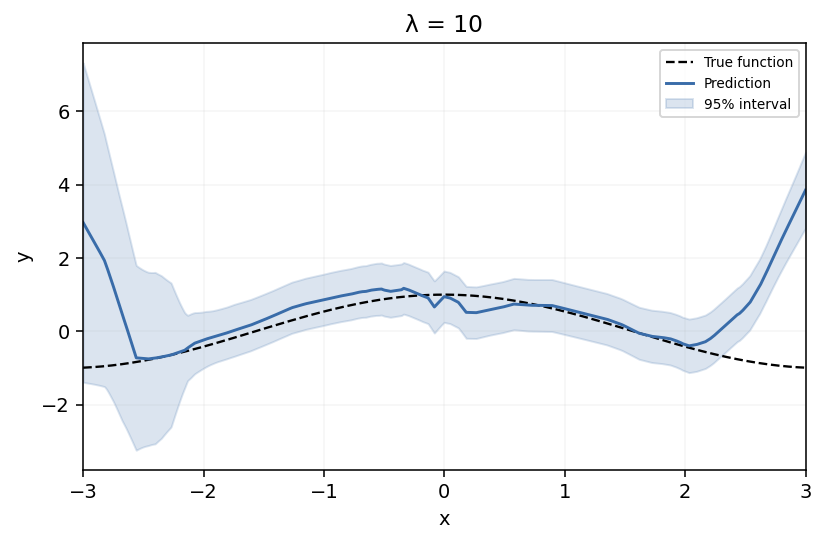 λ = 10
True function
Prediction
95% interval
y
6
4
2
0
−2
−3
−2
−1
0
1
2
3
x